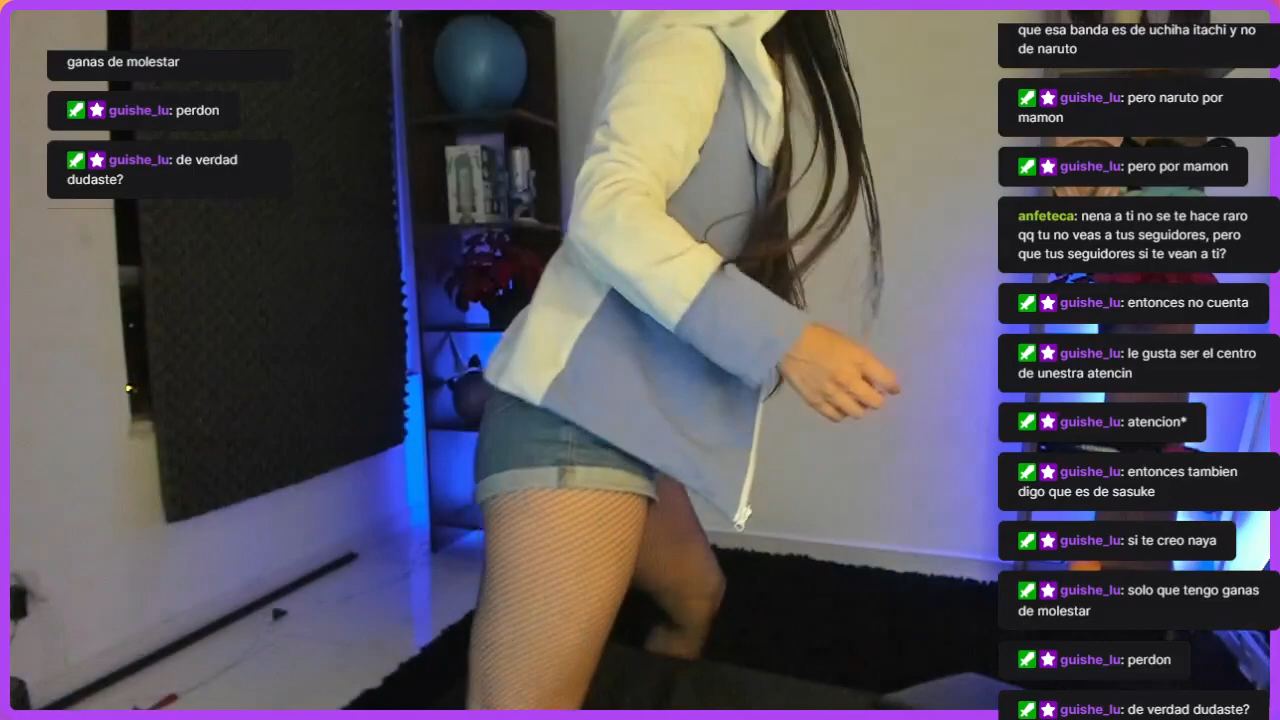 ganas de molestar
guishe_lu: perdon
guishe_lu: de verdad
dudaste?
que esa banda es de uchiha itachi y no
de naruto
guishe_lu: pero naruto por
mamon
guishe_lu: pero por mamon
anfeteca: nena a ti no se te hace raro
qq tu no veas a tus seguidores, pero
que tus seguidores si te vean a ti?
guishe_lu: entonces no cuenta
guishe_lu: le gusta ser el centro
de unestra atencin
guishe_lu: atencion*
guishe_lu: entonces tambien
digo que es de sasuke
guishe_lu: si te creo naya
guishe_lu: solo que tengo ganas
de molestar
guishe_lu: perdon
guishe_lu: de verdad dudaste?